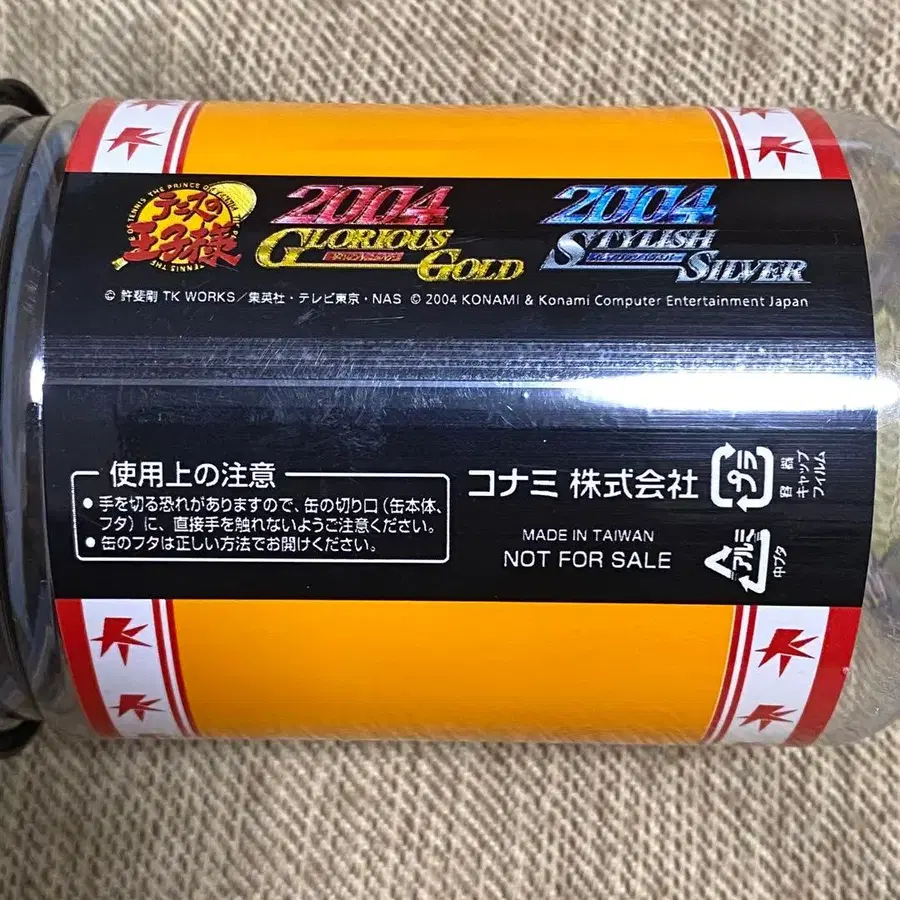 THE PRINCE OF TENNIS
テニスの
王子様
2004
GLORIOUS
GOLD
2004
STYLISH
SILVER
© 許斐剛 TK WORKS／集英社・テレビ東京・NAS © 2004 KONAMI & Konami Computer Entertainment Japan
使用上の注意
● 手を切る恐れがありますので、缶の切り口（缶本体、
フタ）に、直接手を触れないようご注意ください。
● 缶のフタは正しい方法でお開けください。
コナミ 株式会社
MADE IN TAIWAN
NOT FOR SALE
プラ
容器
キャップ
フィルム
アルミ
中ブタ